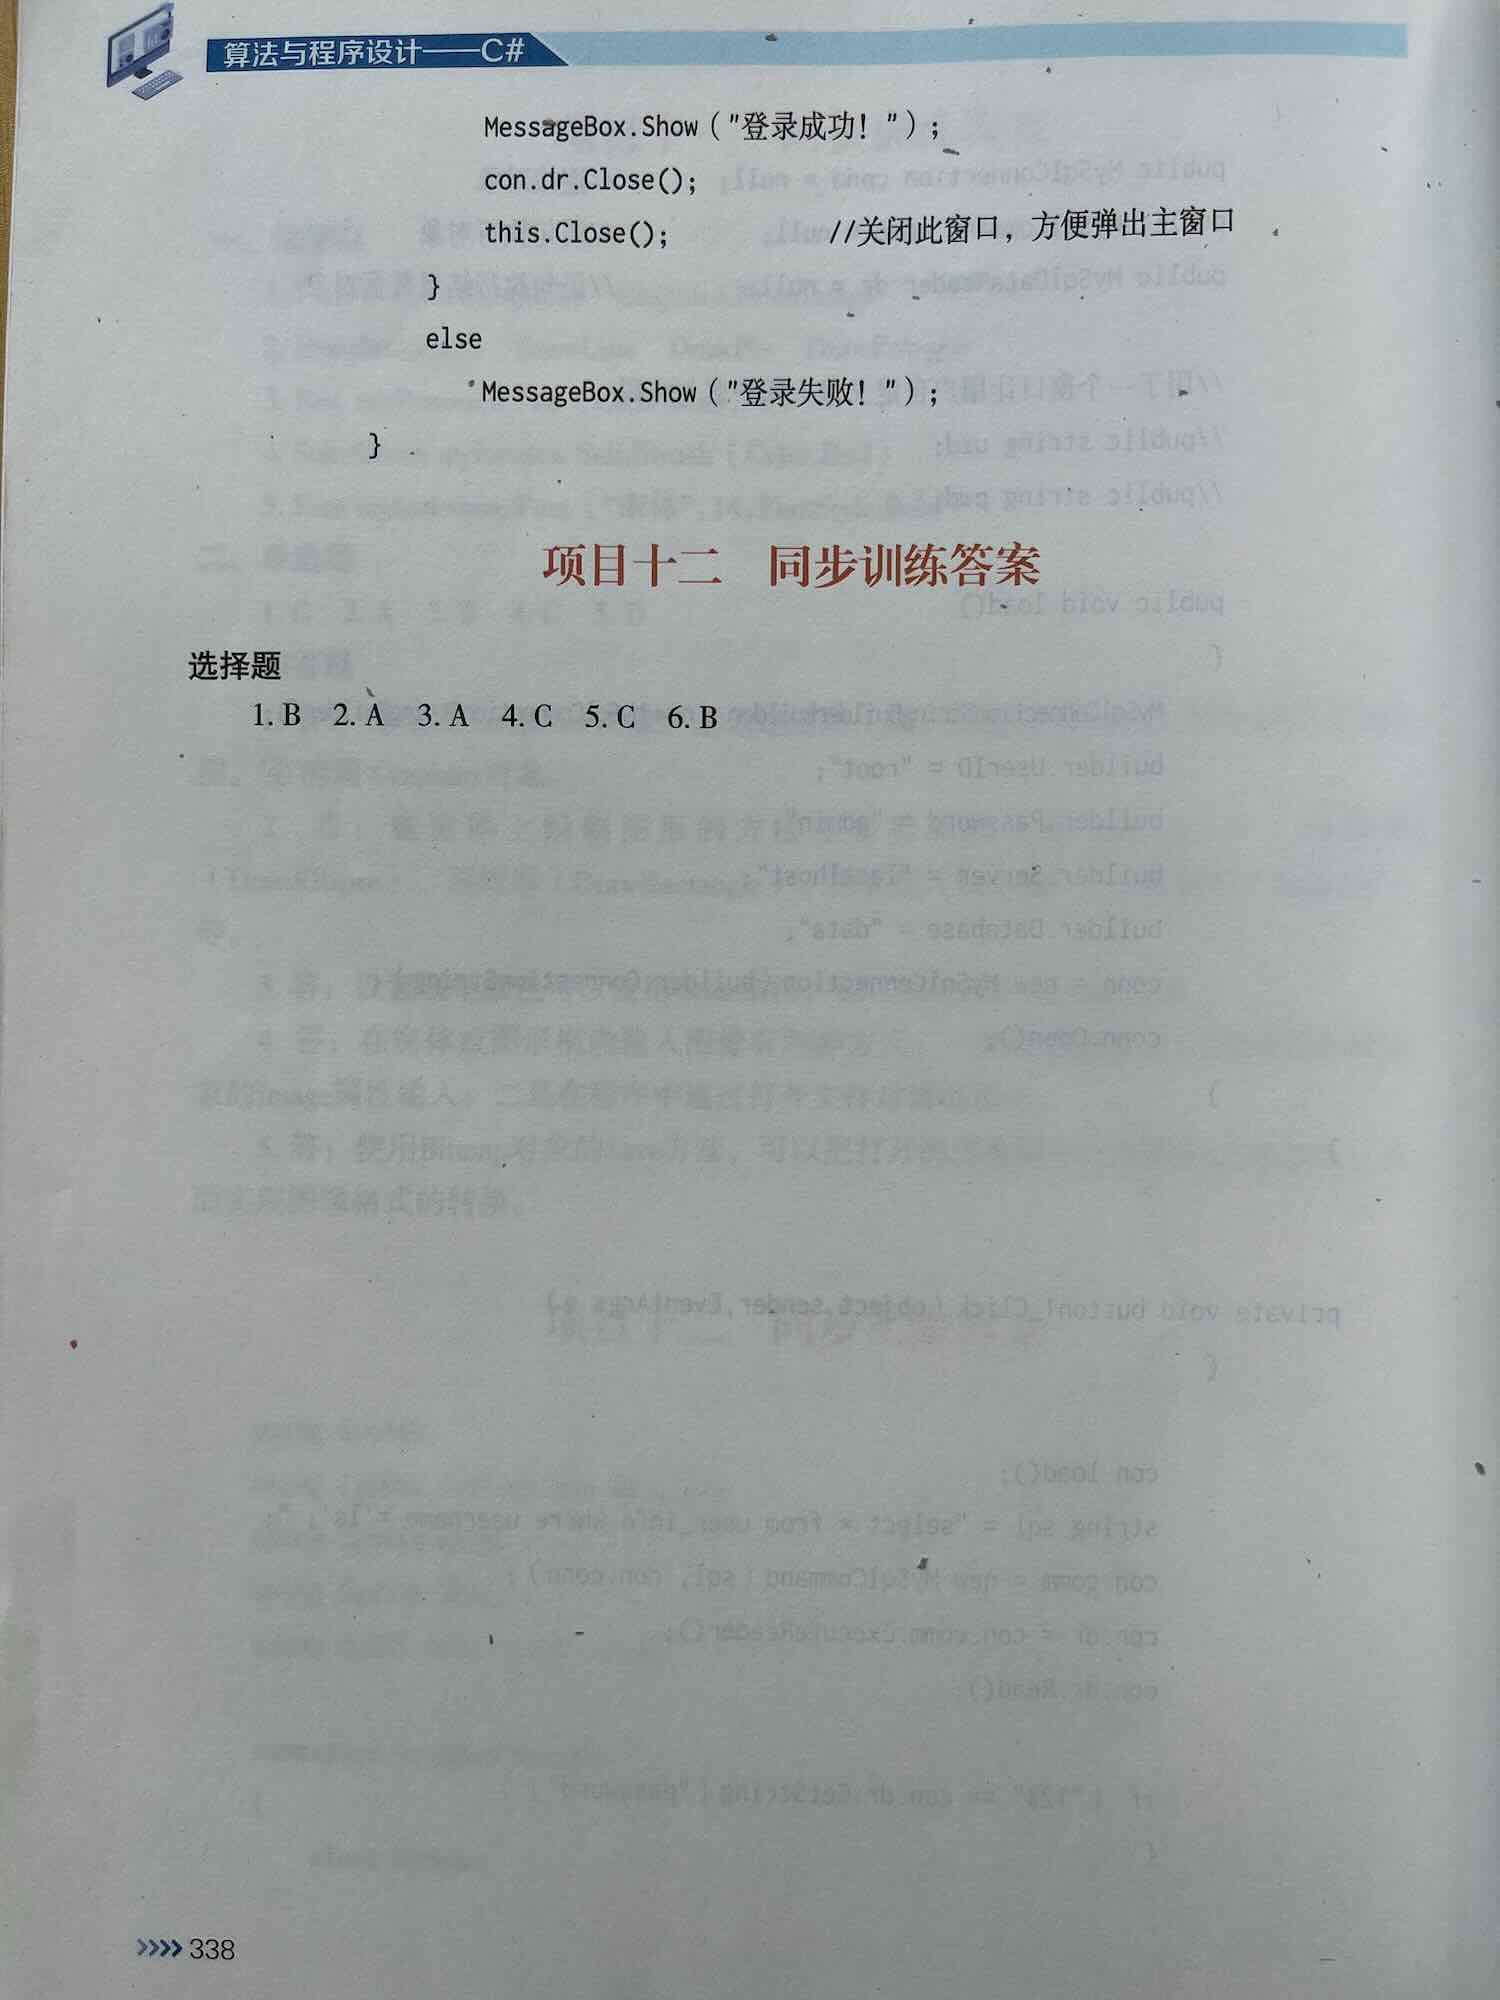 算法与程序设计——C#
MessageBox.Show（"登录成功！"）;
con.dr.Close();
this.Close(); //关闭此窗口，方便弹出主窗口
}
else
MessageBox.Show（"登录失败！"）;
}
项目十二 同步训练答案
选择题
1. B 2. A 3. A 4. C 5. C 6. B
>>>> 338